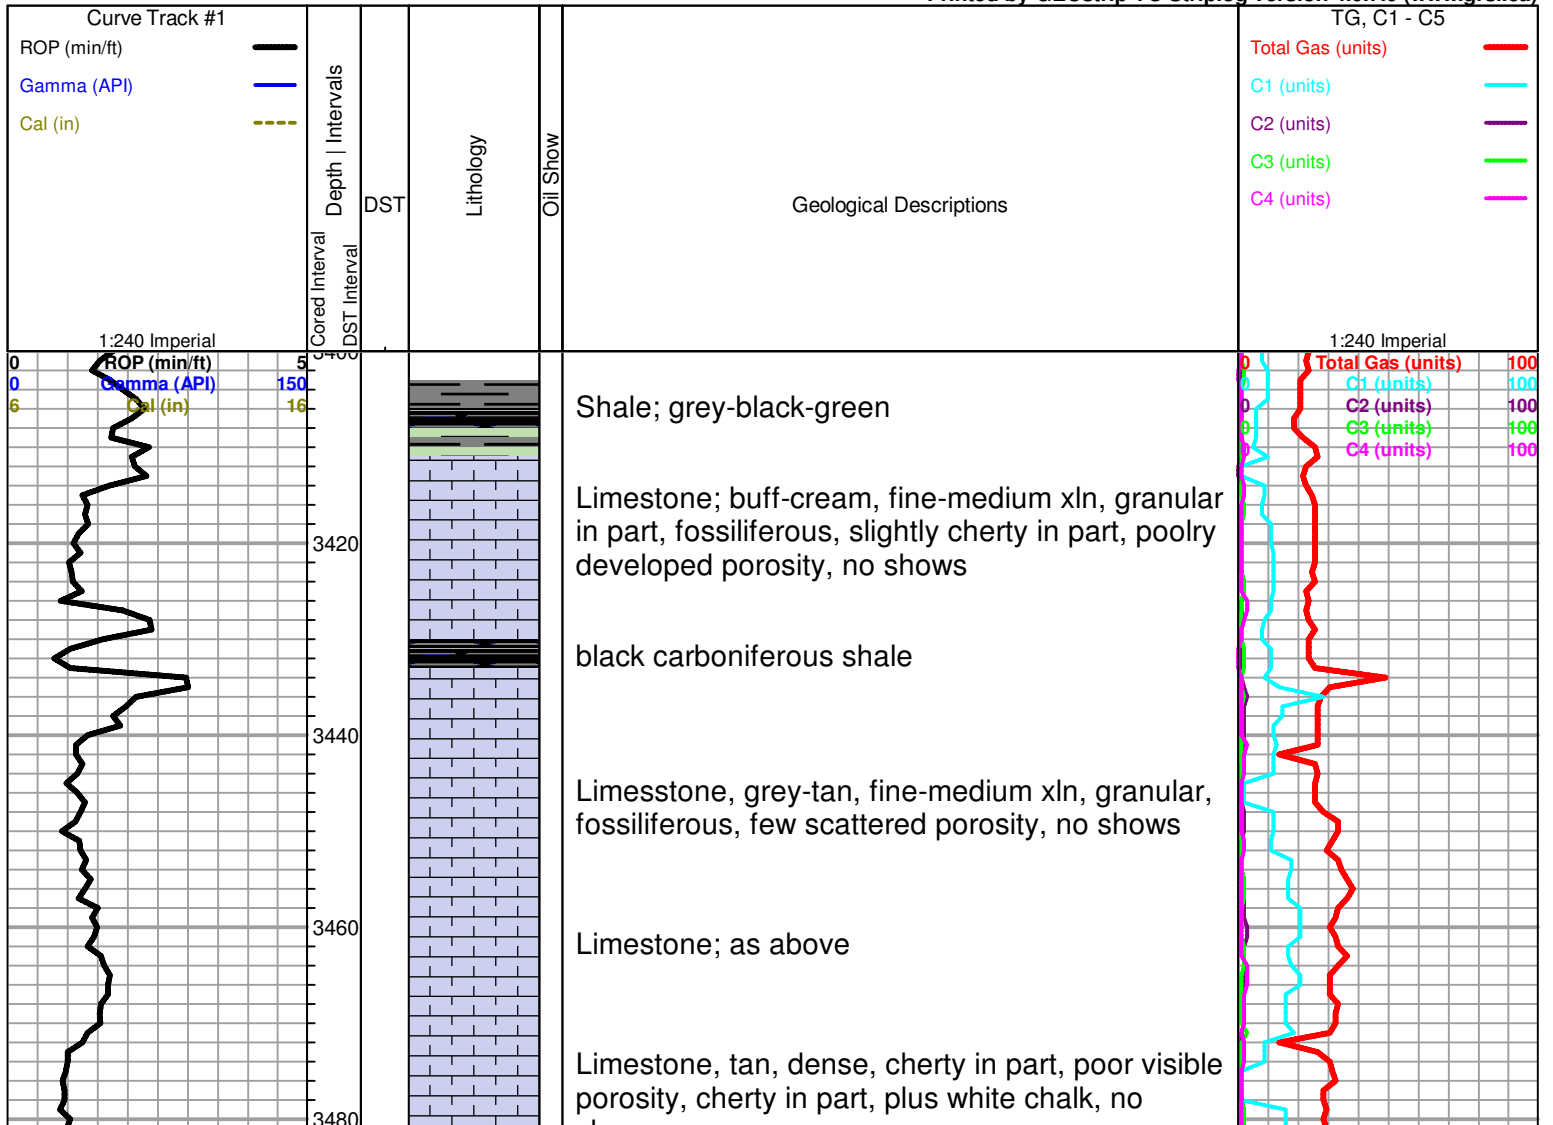 Curve Track #1
ROP (min/ft)
Gamma (API)
Cal (in)
1:240 Imperial
Depth | Intervals
Cored Interval
DST Interval
DST
Lithology
Oil Show
Geological Descriptions
TG, C1 - C5
Total Gas (units)
C1 (units)
C2 (units)
C3 (units)
C4 (units)
1:240 Imperial
0 ROP (min/ft) 5
0 Gamma (API) 150
6 Cal (in) 16
0 Total Gas (units) 100
0 C1 (units) 100
0 C2 (units) 100
0 C3 (units) 100
0 C4 (units) 100
3400
Shale; grey-black-green
Limestone; buff-cream, fine-medium xln, granular
in part, fossiliferous, slightly cherty in part, poolry
developed porosity, no shows
3420
black carboniferous shale
3440
Limesstone, grey-tan, fine-medium xln, granular,
fossiliferous, few scattered porosity, no shows
3460
Limestone; as above
Limestone, tan, dense, cherty in part, poor visible
porosity, cherty in part, plus white chalk, no
3480